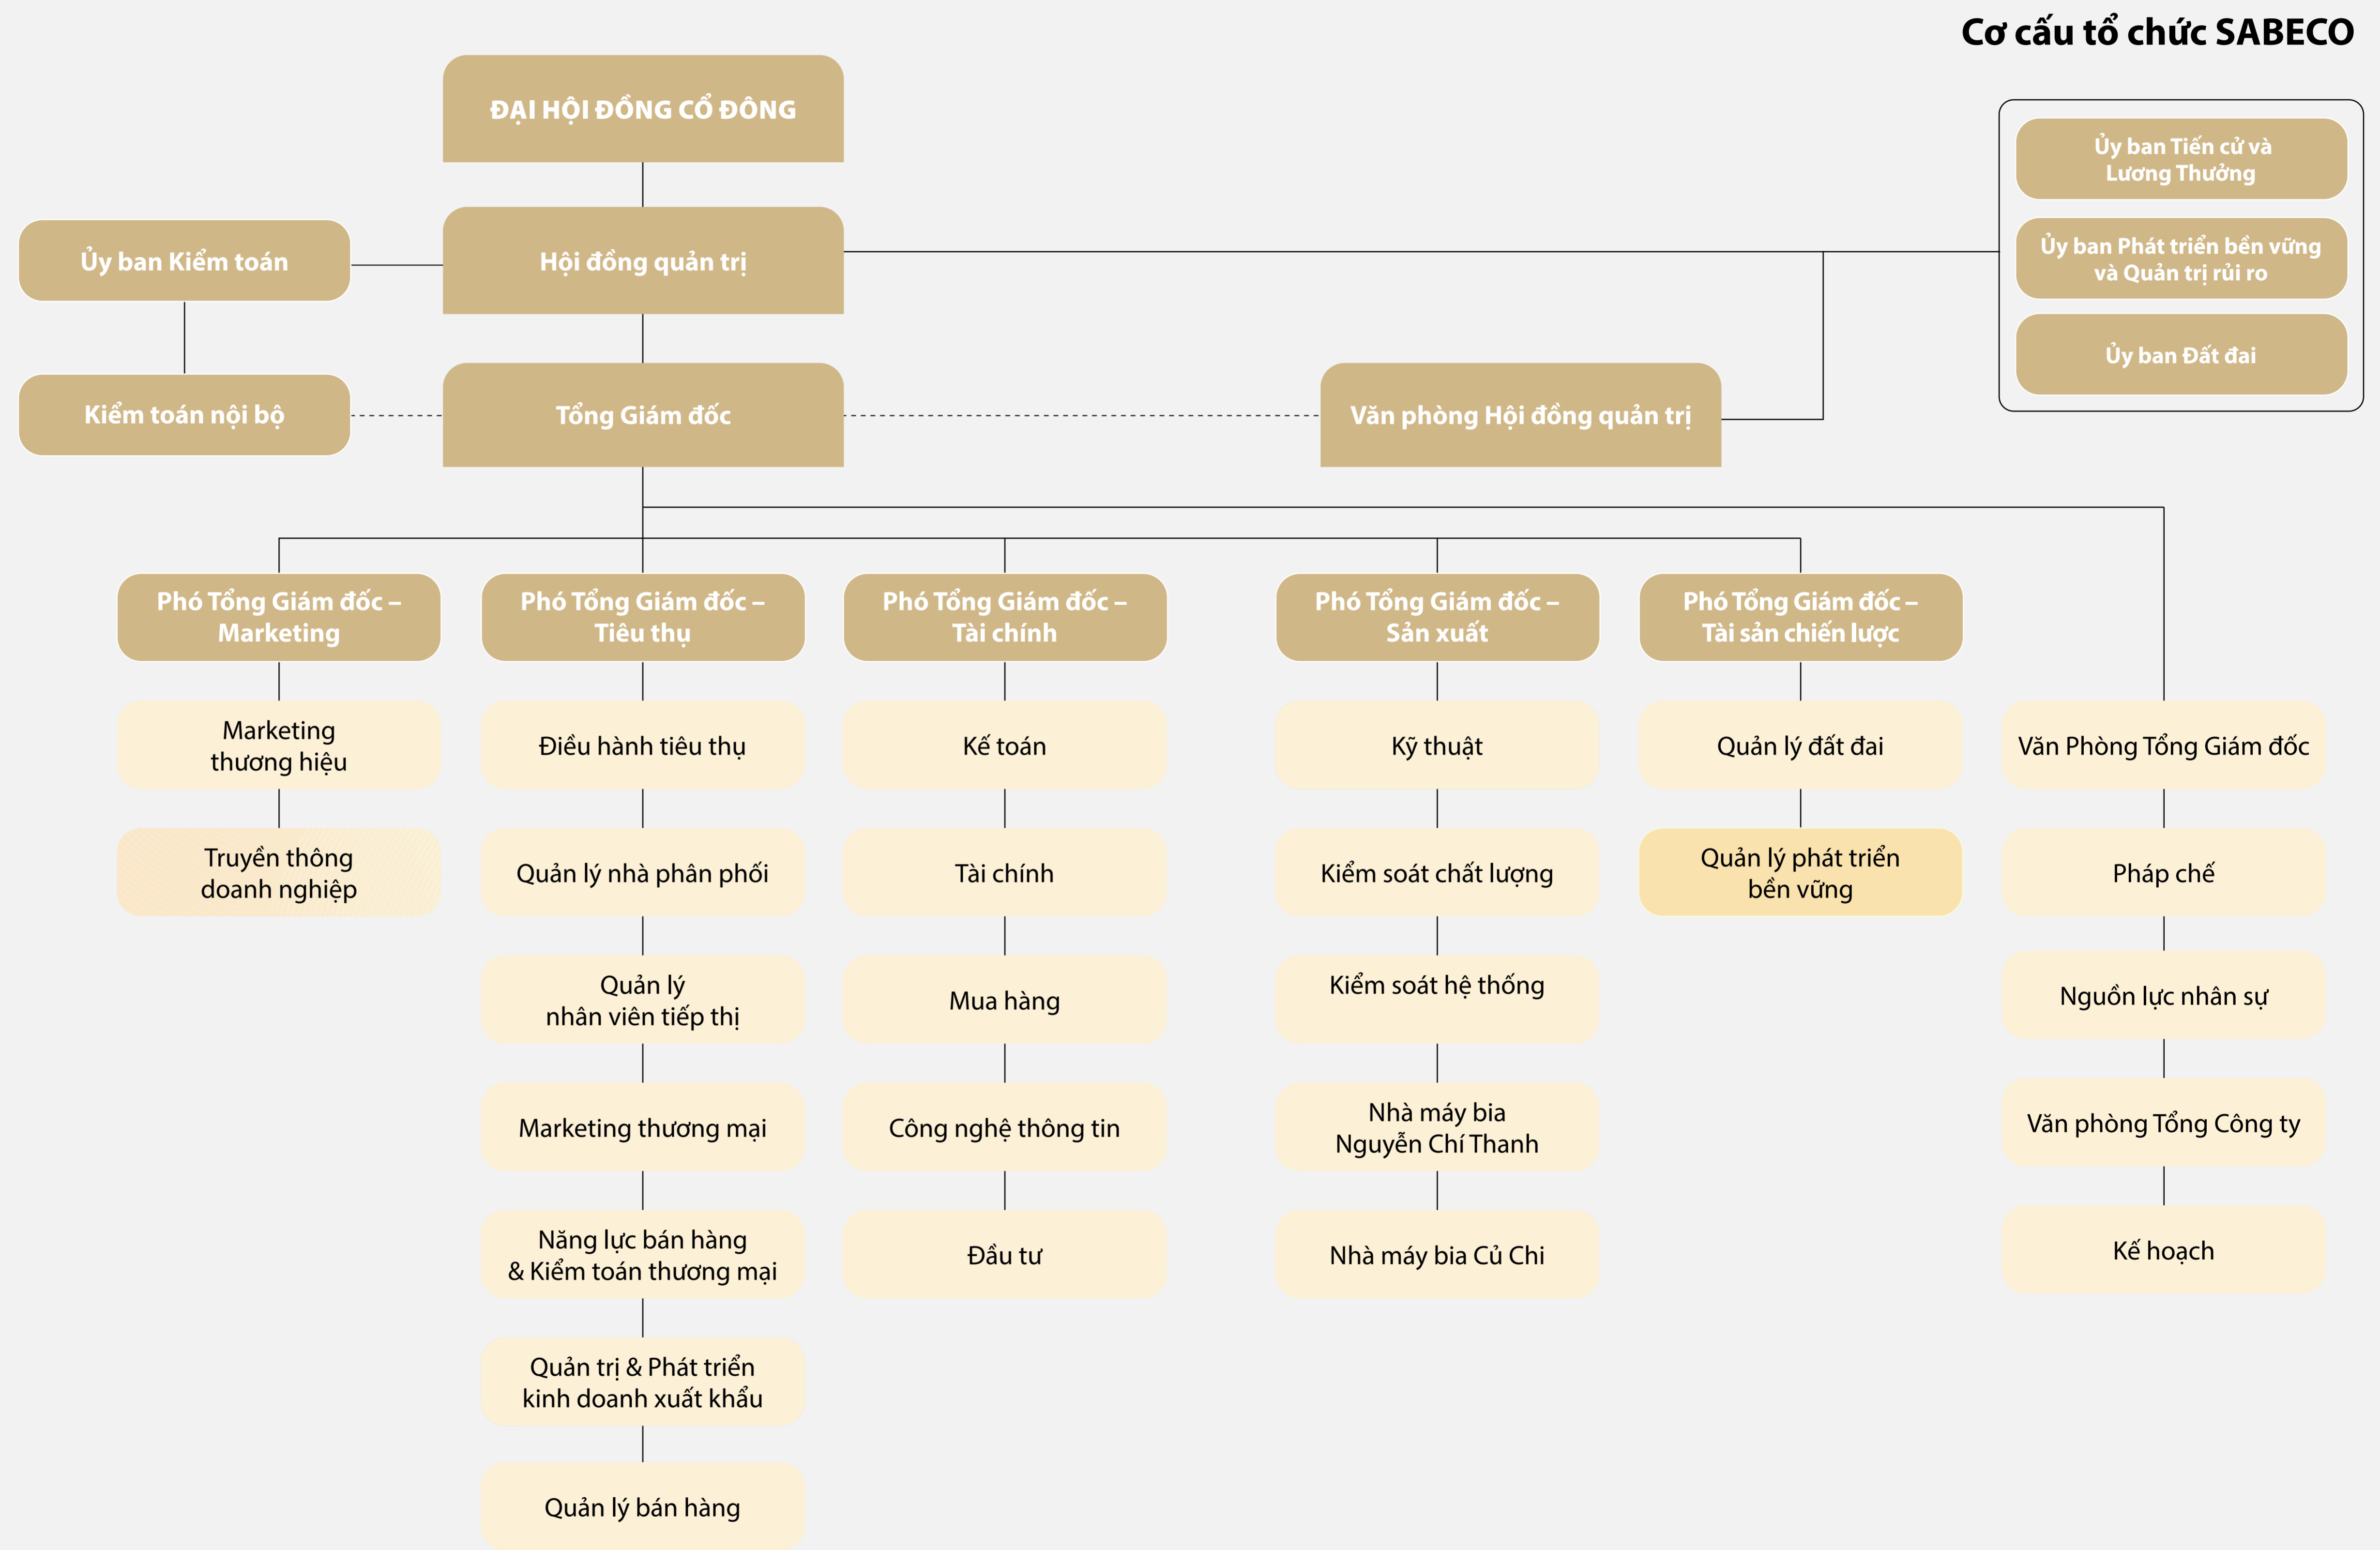 Cơ cấu tổ chức SABECO
ĐẠI HỘI ĐỒNG CỔ ĐÔNG
Ủy ban Tiến cử và
Lương Thưởng
Ủy ban Kiểm toán
Hội đồng quản trị
Ủy ban Phát triển bền vững
và Quản trị rủi ro
Ủy ban Đất đai
Kiểm toán nội bộ
Tổng Giám đốc
Văn phòng Hội đồng quản trị
Phó Tổng Giám đốc –
Marketing
Phó Tổng Giám đốc –
Tiêu thụ
Phó Tổng Giám đốc –
Tài chính
Phó Tổng Giám đốc –
Sản xuất
Phó Tổng Giám đốc –
Tài sản chiến lược
Marketing
thương hiệu
Truyền thông
doanh nghiệp
Điều hành tiêu thụ
Quản lý nhà phân phối
Quản lý
nhân viên tiếp thị
Marketing thương mại
Năng lực bán hàng
& Kiểm toán thương mại
Quản trị & Phát triển
kinh doanh xuất khẩu
Quản lý bán hàng
Kế toán
Tài chính
Mua hàng
Công nghệ thông tin
Đầu tư
Kỹ thuật
Kiểm soát chất lượng
Kiểm soát hệ thống
Nhà máy bia
Nguyễn Chí Thanh
Nhà máy bia Củ Chi
Quản lý đất đai
Quản lý phát triển
bền vững
Văn Phòng Tổng Giám đốc
Pháp chế
Nguồn lực nhân sự
Văn phòng Tổng Công ty
Kế hoạch